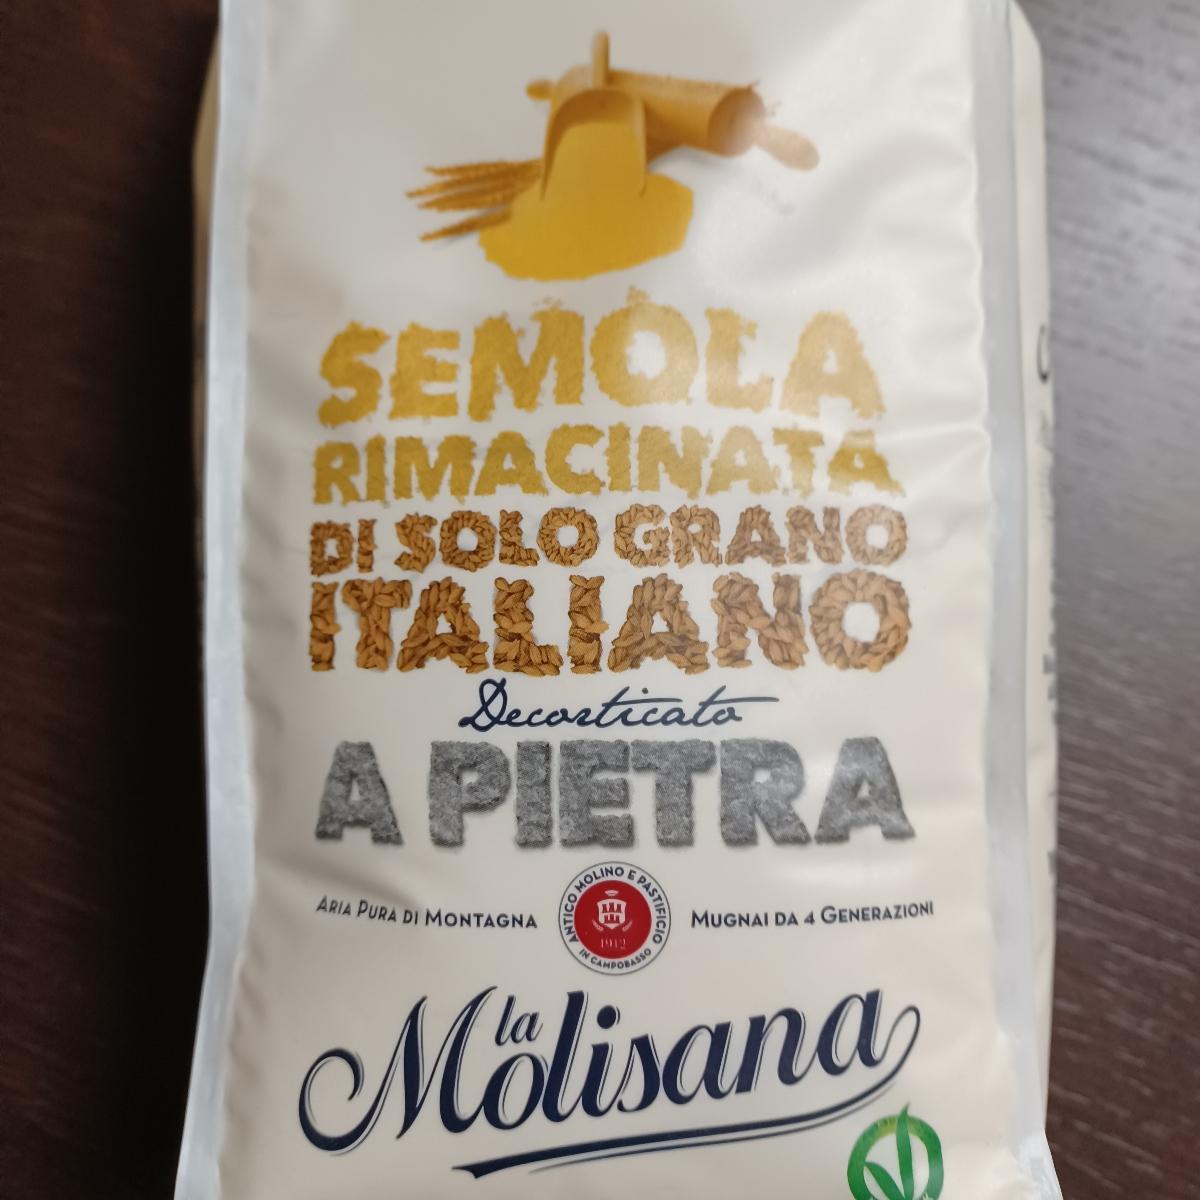 SEMOLA
RIMACINATA
DI SOLO GRANO
ITALIANO
Decorticato
A PIETRA
ARIA PURA DI MONTAGNA
ANTICO MOLINO E PASTIFICIO
1912
IN CAMPOBASSO
MUGNAI DA 4 GENERAZIONI
la
Molisana